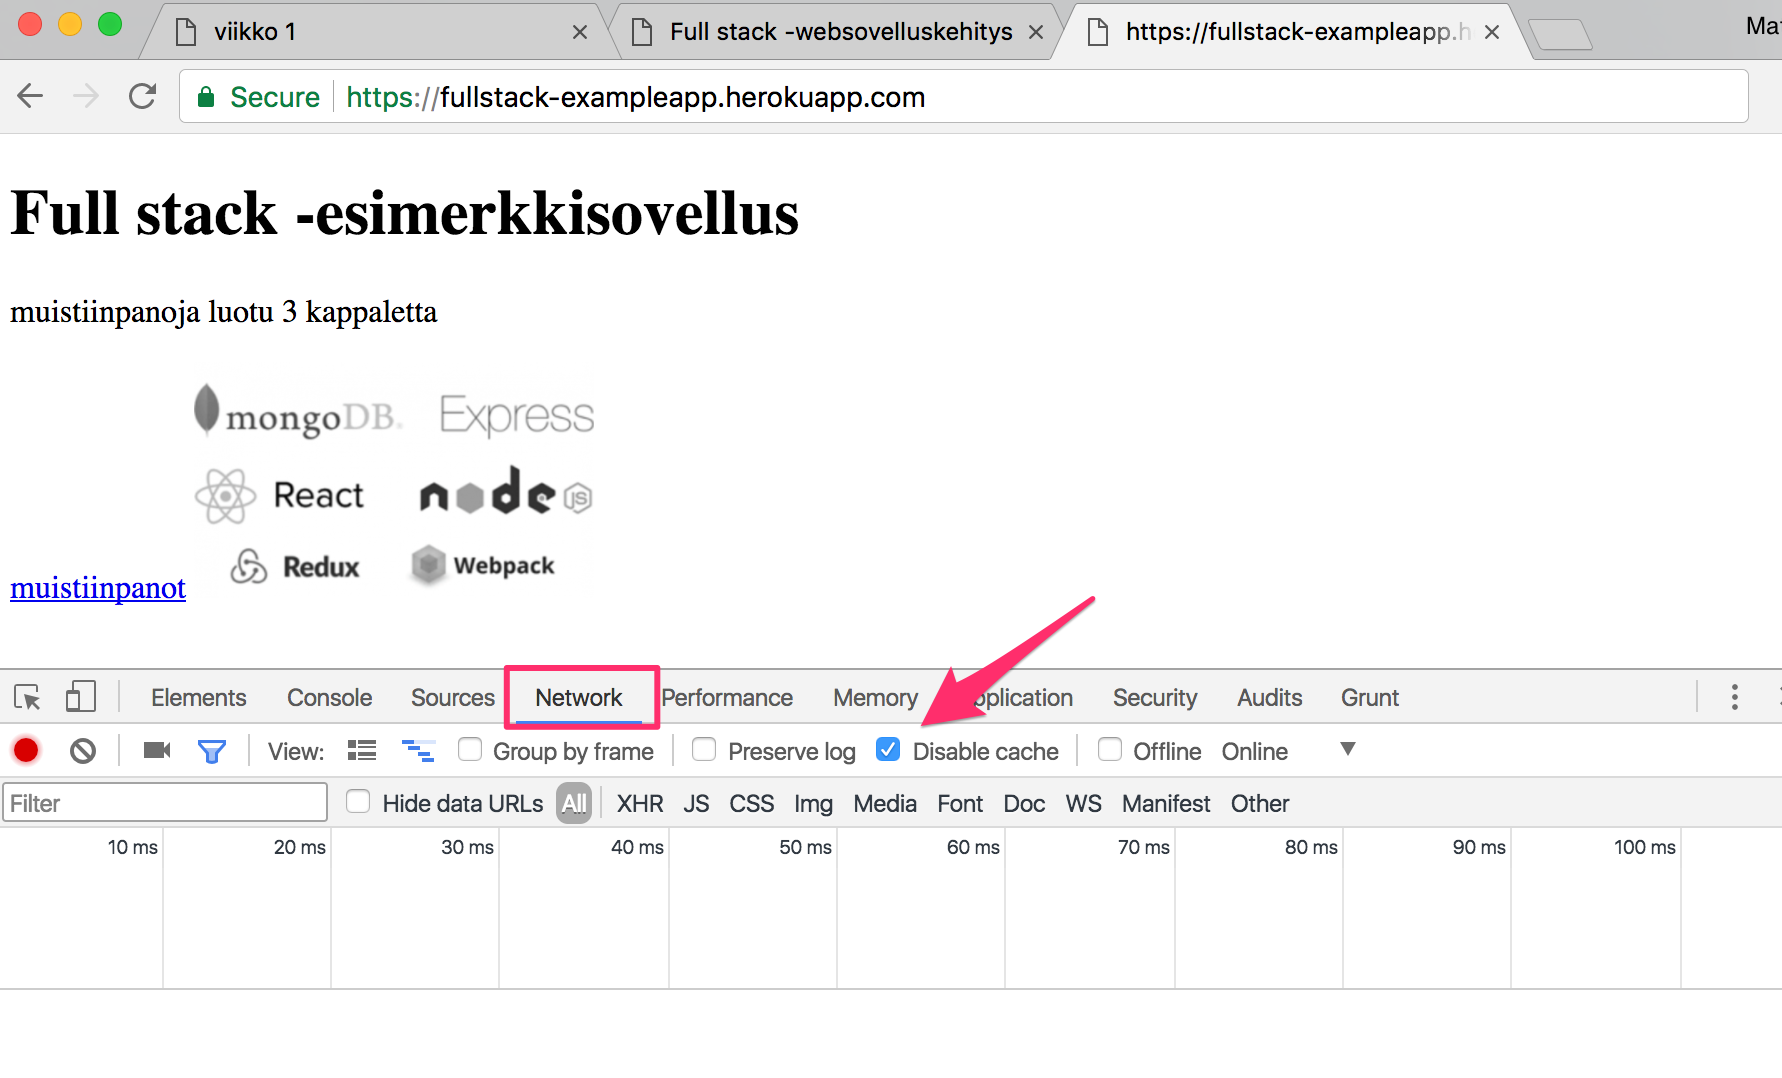 viikko 1
Full stack -websovelluskehitys
https://fullstack-exampleapp.h
Mat
Secure
https://fullstack-exampleapp.herokuapp.com
Full stack -esimerkkisovellus
muistiinpanoja luotu 3 kappaletta
mongoDB. Express
React node JS
Redux Webpack
muistiinpanot
Elements Console Sources Network Performance Memory pplication Security Audits Grunt
View: Group by frame Preserve log Disable cache Offline Online
Filter Hide data URLs All XHR JS CSS Img Media Font Doc WS Manifest Other
10 ms 20 ms 30 ms 40 ms 50 ms 60 ms 70 ms 80 ms 90 ms 100 ms